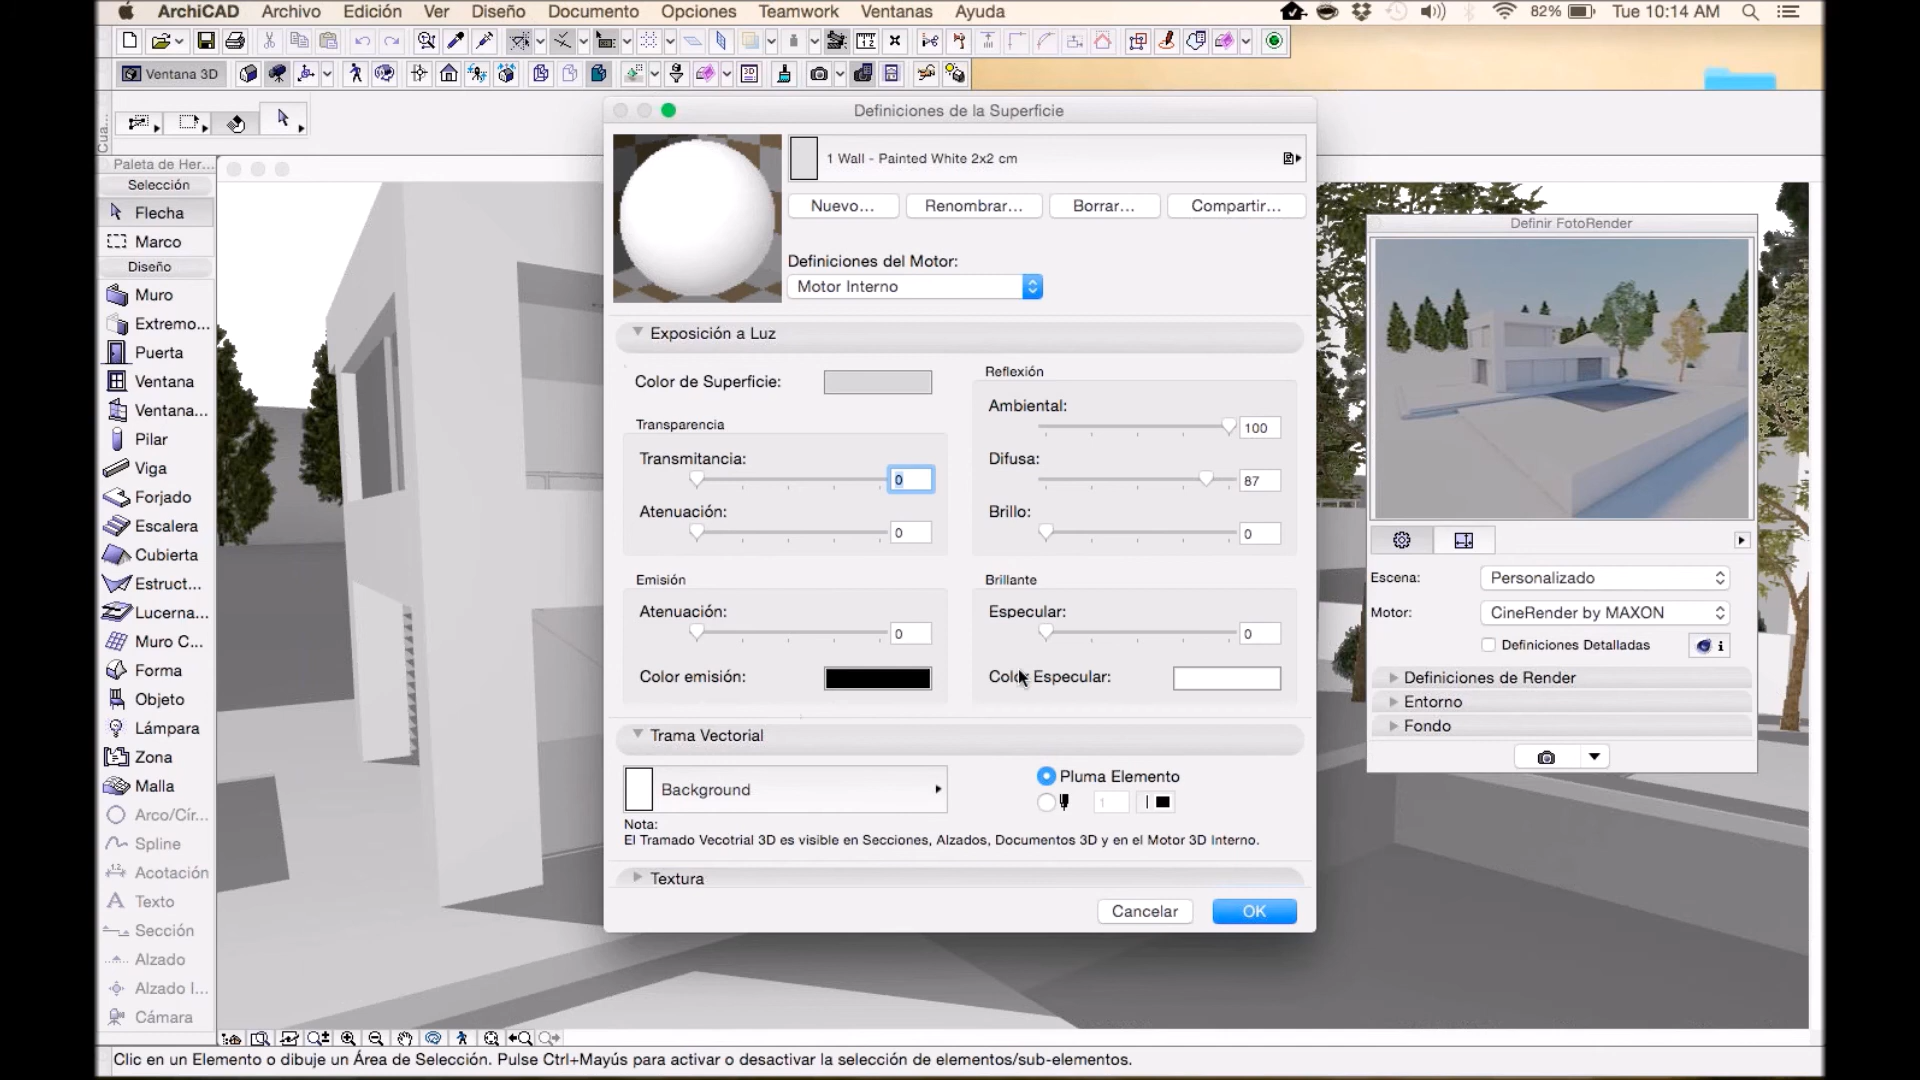 ArchiCAD Archivo Edición Ver Diseño Documento Opciones Teamwork Ventanas Ayuda 82% Tue 10:14 AM
Ventana 3D
Cua...
Paleta de Her...
Selección
Flecha
Marco
Diseño
Muro
Extremo...
Puerta
Ventana
Ventana...
Pilar
Viga
Forjado
Escalera
Cubierta
Estruct...
Lucerna...
Muro C...
Forma
Objeto
Lámpara
Zona
Malla
Arco/Cír...
Spline
Acotación
Texto
Sección
Alzado
Alzado I...
Cámara
Definiciones de la Superficie
1 Wall - Painted White 2x2 cm
Nuevo... Renombrar... Borrar... Compartir...
Definiciones del Motor:
Motor Interno
Exposición a Luz
Color de Superficie:
Transparencia
Transmitancia: 0
Atenuación: 0
Reflexión
Ambiental: 100
Difusa: 87
Brillo: 0
Emisión
Atenuación: 0
Color emisión:
Brillante
Especular: 0
Color Especular:
Trama Vectorial
Background
Pluma Elemento
1
Nota:
El Tramado Vecotrial 3D es visible en Secciones, Alzados, Documentos 3D y en el Motor 3D Interno.
Textura
Cancelar OK
Definir FotoRender
Escena: Personalizado
Motor: CineRender by MAXON
Definiciones Detalladas
Definiciones de Render
Entorno
Fondo
Clic en un Elemento o dibuje un Área de Selección. Pulse Ctrl+Mayús para activar o desactivar la selección de elementos/sub-elementos.